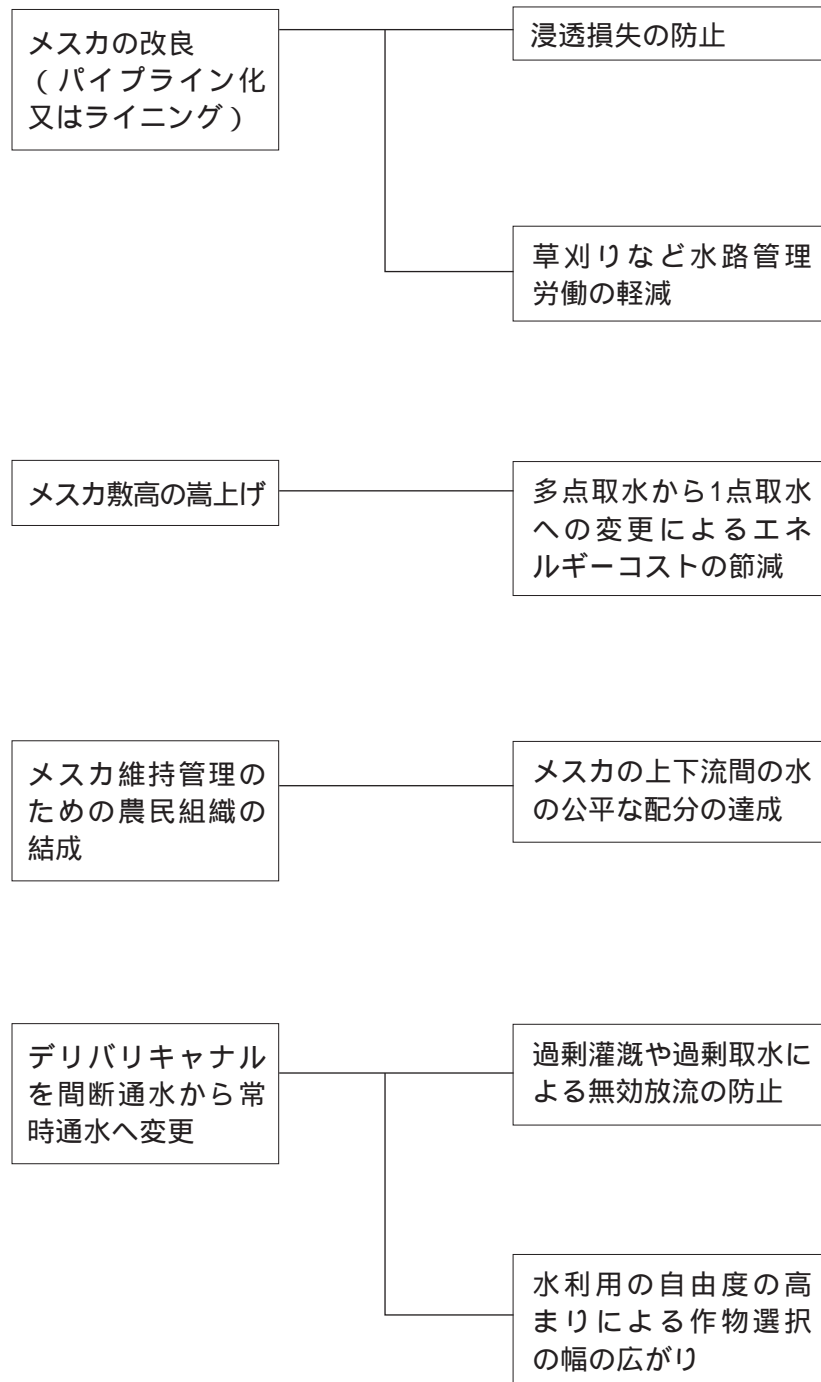 メスカの改良
（パイプライン化
又はライニング）
浸透損失の防止
草刈りなど水路管理
労働の軽減
メスカ敷高の嵩上げ
多点取水から1点取水
への変更によるエネ
ルギーコストの節減
メスカ維持管理の
ための農民組織の
結成
メスカの上下流間の水
の公平な配分の達成
デリバリキャナル
を間断通水から常
時通水へ変更
過剰灌漑や過剰取水に
よる無効放流の防止
水利用の自由度の高
まりによる作物選択
の幅の広がり